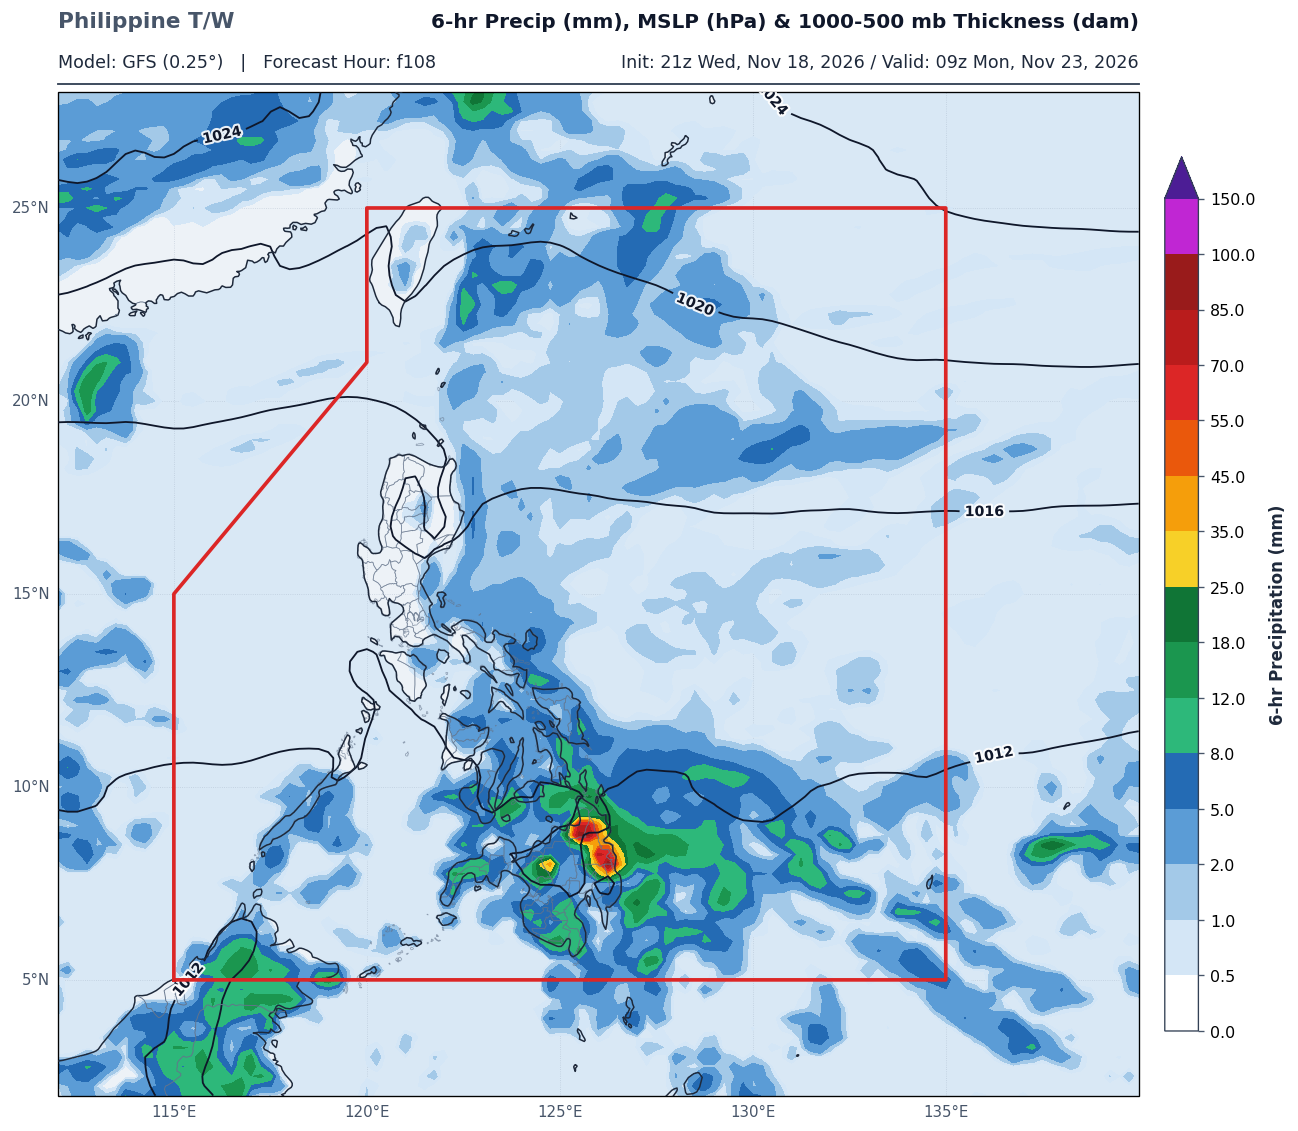 Philippine T/W
6-hr Precip (mm), MSLP (hPa) & 1000-500 mb Thickness (dam)
Model: GFS (0.25°)   |   Forecast Hour: f108
Init: 21z Wed, Nov 18, 2026 / Valid: 09z Mon, Nov 23, 2026
1024
1024
1020
1016
1012
1012
25°N
20°N
15°N
10°N
5°N
115°E
120°E
125°E
130°E
135°E
150.0
100.0
85.0
70.0
55.0
45.0
35.0
25.0
18.0
12.0
8.0
5.0
2.0
1.0
0.5
0.0
6-hr Precipitation (mm)